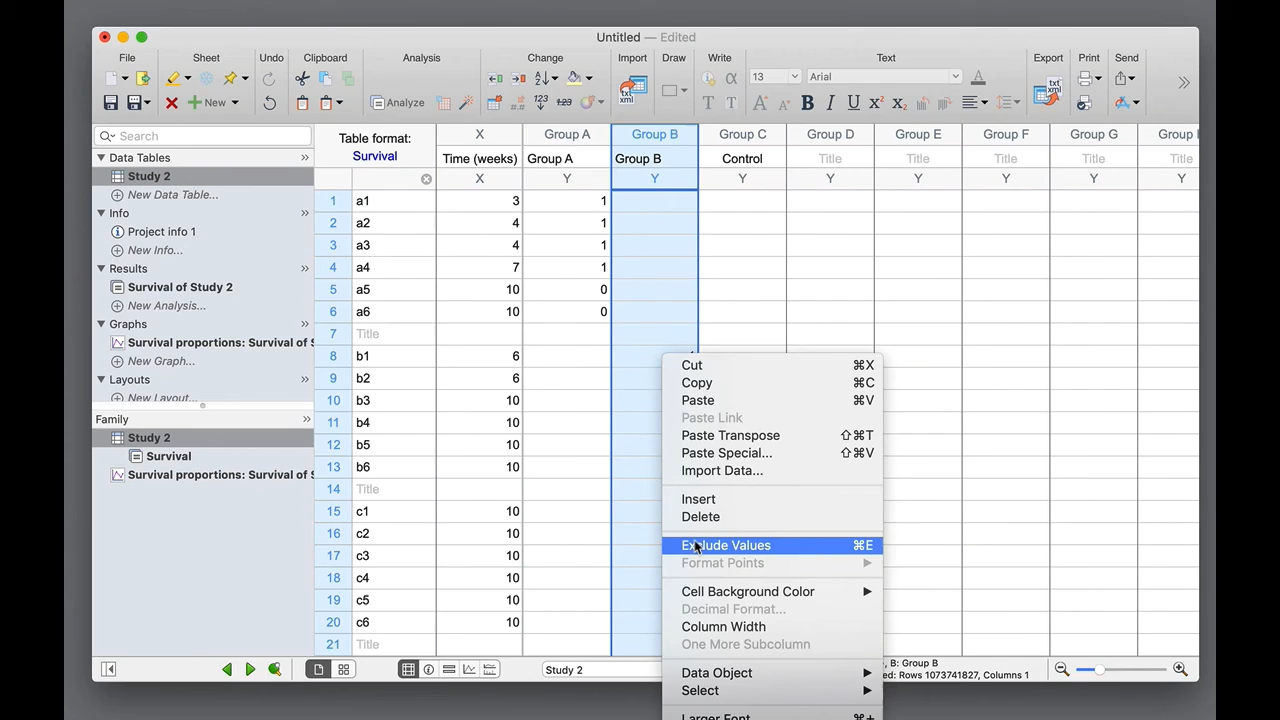 Untitled — Edited
File Sheet Undo Clipboard Analysis Change Import Draw Write Text Export Print Send
13 Arial
Analyze
New
Search
Data Tables
Study 2
New Data Table...
Info
Project info 1
New Info...
Results
Survival of Study 2
New Analysis...
Graphs
Survival proportions: Survival of S
New Graph...
Layouts
New Layout...
Family
Study 2
Survival
Survival proportions: Survival of S
Table format:
Survival
X Group A Group B Group C Group D Group E Group F Group G
Time (weeks) Group A Group B Control Title Title Title Title Title
X Y Y Y Y Y Y Y Y
1 a1 3 1
2 a2 4 1
3 a3 4 1
4 a4 7 1
5 a5 10 0
6 a6 10 0
7 Title
8 b1 6
9 b2 6
10 b3 10
11 b4 10
12 b5 10
13 b6 10
14 Title
15 c1 10
16 c2 10
17 c3 10
18 c4 10
19 c5 10
20 c6 10
21 Title
Cut ⌘X
Copy ⌘C
Paste ⌘V
Paste Link
Paste Transpose ⇧⌘T
Paste Special... ⇧⌘V
Import Data...
Insert
Delete
Exclude Values ⌘E
Format Points
Cell Background Color
Decimal Format...
Column Width
One More Subcolumn
Data Object
Select
Larger Font ⌘+
Study 2
, B: Group B
ed: Rows 1073741827, Columns 1